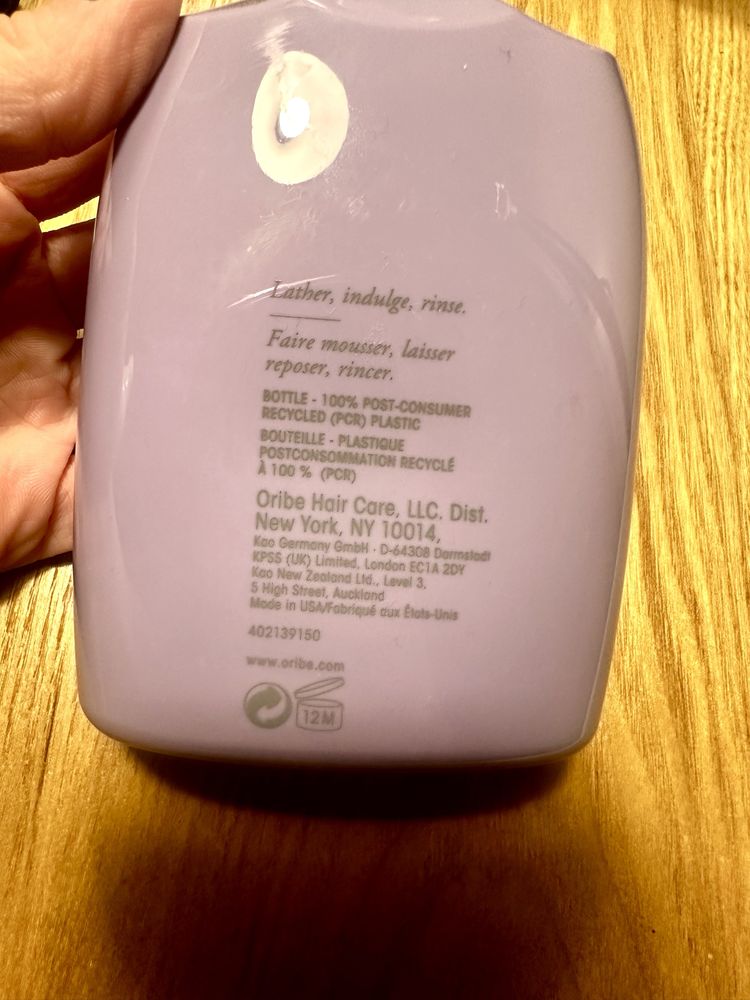 Lather, indulge, rinse.
Faire mousser, laisser
reposer, rincer.
BOTTLE - 100% POST-CONSUMER
RECYCLED (PCR) PLASTIC
BOUTEILLE - PLASTIQUE
POSTCONSOMMATION RECYCLÉ
À 100 % (PCR)
Oribe Hair Care, LLC. Dist.
New York, NY 10014,
Kao Germany GmbH · D-64308 Darmstadt
KPSS (UK) Limited, London EC1A 2DY
Kao New Zealand Ltd., Level 3,
5 High Street, Auckland
Made in USA/Fabriqué aux États-Unis
402139150
www.oribe.com
12M